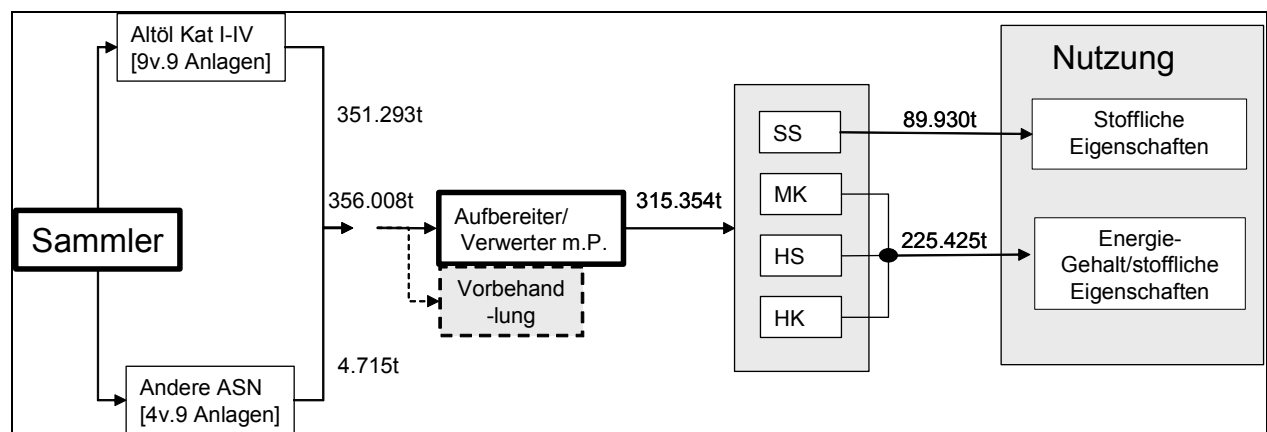 Altöl Kat I-IV
[9v.9 Anlagen]
351.293t
Sammler
356.008t
Aufbereiter/
Verwerter m.P.
Vorbehand
-lung
4.715t
Andere ASN
[4v.9 Anlagen]
315.354t
SS
MK
HS
HK
89.930t
225.425t
Nutzung
Stoffliche
Eigenschaften
Energie-
Gehalt/stoffliche
Eigenschaften